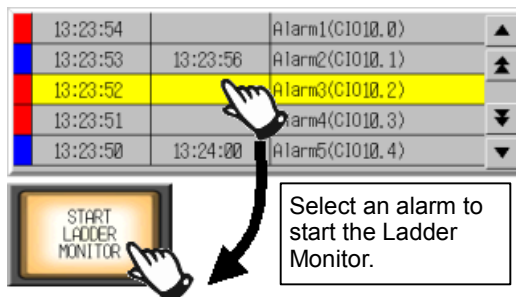 13:23:54 Alarm1(CIO10.0)
13:23:53 13:23:56 Alarm2(CIO10.1)
13:23:52 Alarm3(CIO10.2)
13:23:51 Alarm4(CIO10.3)
13:23:50 13:24:00 Alarm5(CIO10.4)
START
LADDER
MONITOR
Select an alarm to
start the Ladder
Monitor.